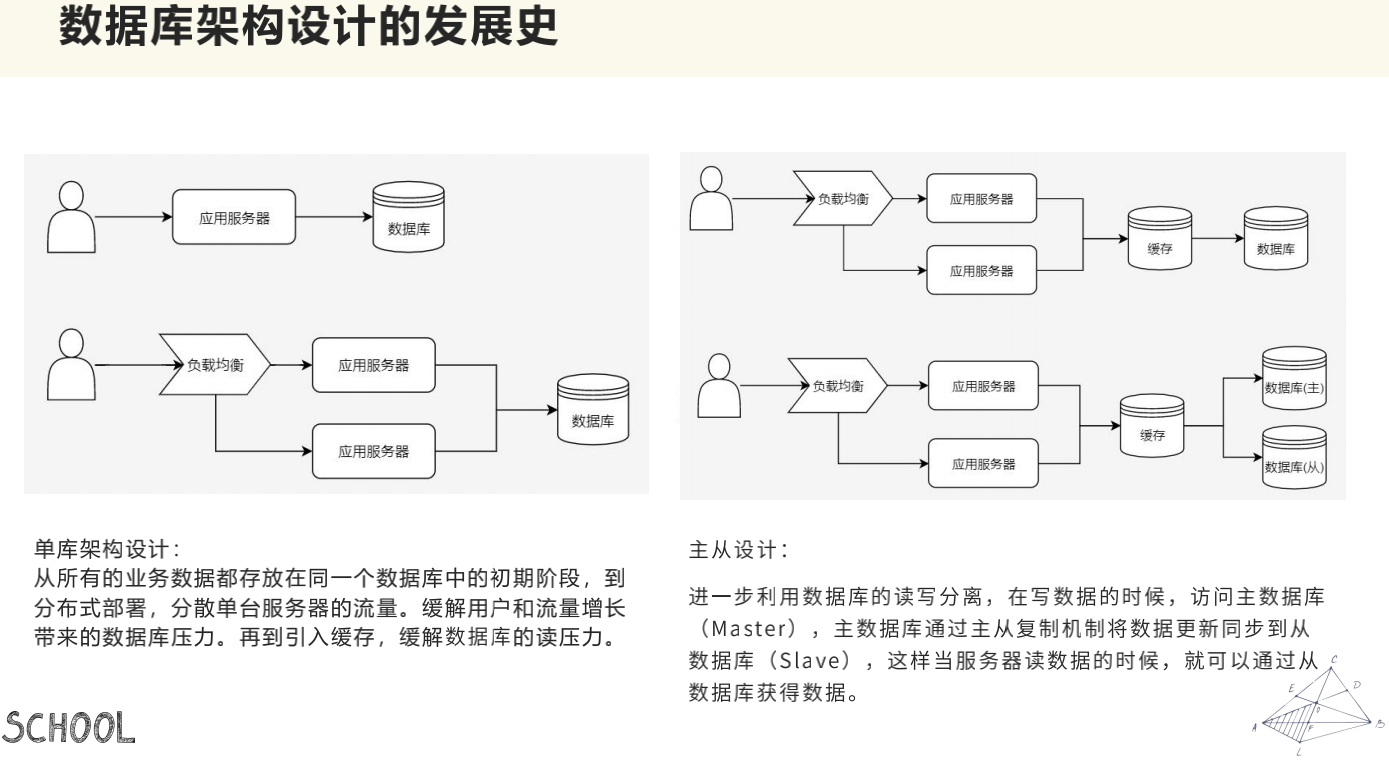 数据库架构设计的发展史
应用服务器
数据库
负载均衡
应用服务器
应用服务器
数据库
负载均衡
应用服务器
应用服务器
缓存
数据库
负载均衡
应用服务器
应用服务器
缓存
数据库(主)
数据库(从)
单库架构设计：
从所有的业务数据都存放在同一个数据库中的初期阶段，到
分布式部署，分散单台服务器的流量。缓解用户和流量增长
带来的数据库压力。再到引入缓存，缓解数据库的读压力。
主从设计：
进一步利用数据库的读写分离，在写数据的时候，访问主数据库
（Master），主数据库通过主从复制机制将数据更新同步到从
数据库（Slave），这样当服务器读数据的时候，就可以通过从
数据库获得数据。
SCHOOL
C
E
D
O
A
F
B
L